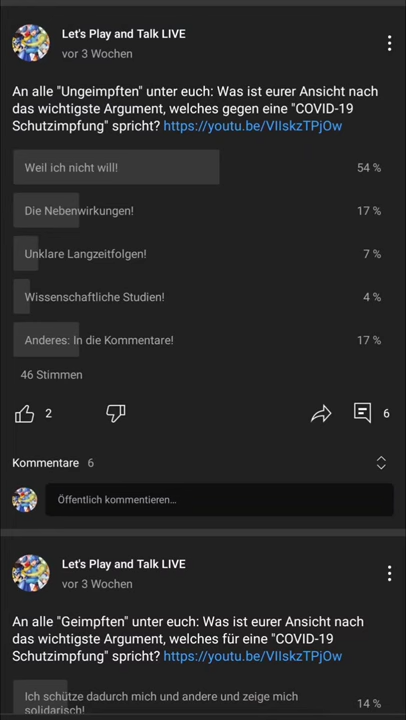 Let's Play and Talk LIVE
vor 3 Wochen
An alle "Ungeimpften" unter euch: Was ist eurer Ansicht nach
das wichtigste Argument, welches gegen eine "COVID-19
Schutzimpfung" spricht? https://youtu.be/VIIskzTPjOw
Weil ich nicht will! 54 %
Die Nebenwirkungen! 17 %
Unklare Langzeitfolgen! 7 %
Wissenschaftliche Studien! 4 %
Anderes: In die Kommentare! 17 %
46 Stimmen
2 6
Kommentare 6
Öffentlich kommentieren...
Let's Play and Talk LIVE
vor 3 Wochen
An alle "Geimpften" unter euch: Was ist eurer Ansicht nach
das wichtigste Argument, welches für eine "COVID-19
Schutzimpfung" spricht? https://youtu.be/VIIskzTPjOw
Ich schütze dadurch mich und andere und zeige mich
solidarisch! 14 %